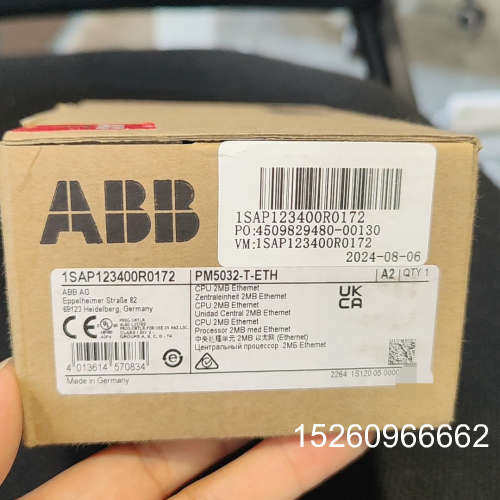 ABB
1SAP123400R0172
PO:4509829480-00130
VM:1SAP123400R0172
2024-08-06
1SAP123400R0172
PM5032-T-ETH
A2 QTY 1
ABB AG
Eppelheimer Straße 82
69123 Heidelberg, Germany
CPU 2MB Ethernet
Zentraleinheit 2MB Ethernet
CPU 2MB Ethernet
Unidad Central 2MB Ethernet
CPU 2MB Ethernet
Processor 2MB med Ethernet
中央处理单元 2MB 以太网 (Ethernet)
Центральный процессор 2МБ Ethernet
UK
CA
CE
UL
4 013614 570834
Made in Germany
15260966662